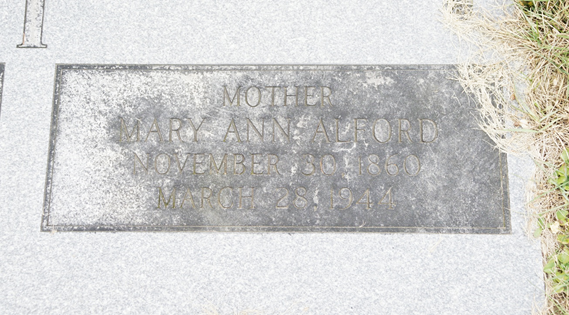 MOTHER
MARY ANN ALFORD
NOVEMBER 30 1860
MARCH 28 1944